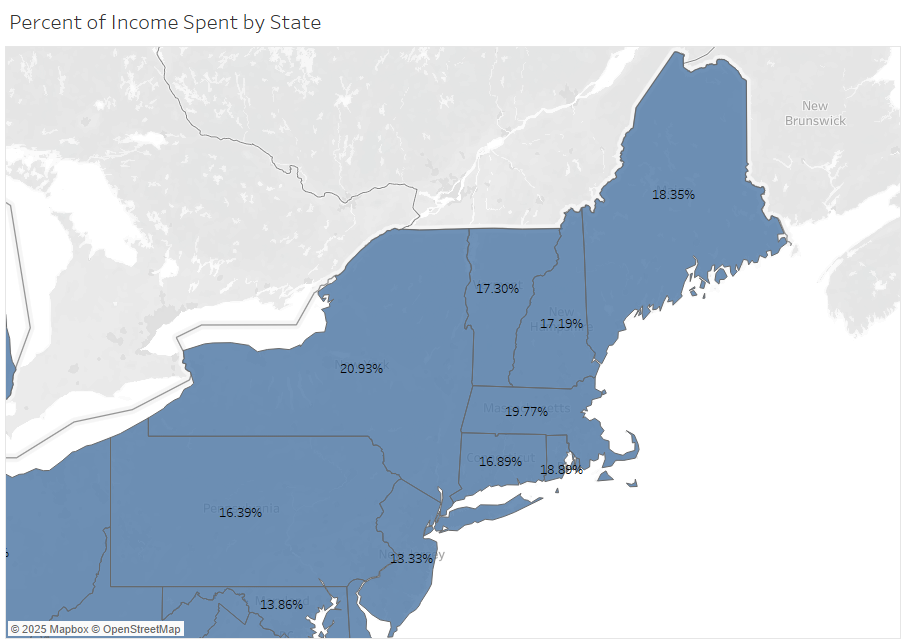 Percent of Income Spent by State
New
Brunswick
18.35%
17.30%
17.19%
20.93%
19.77%
16.89%
18.89%
16.39%
13.33%
13.86%
© 2025 Mapbox © OpenStreetMap